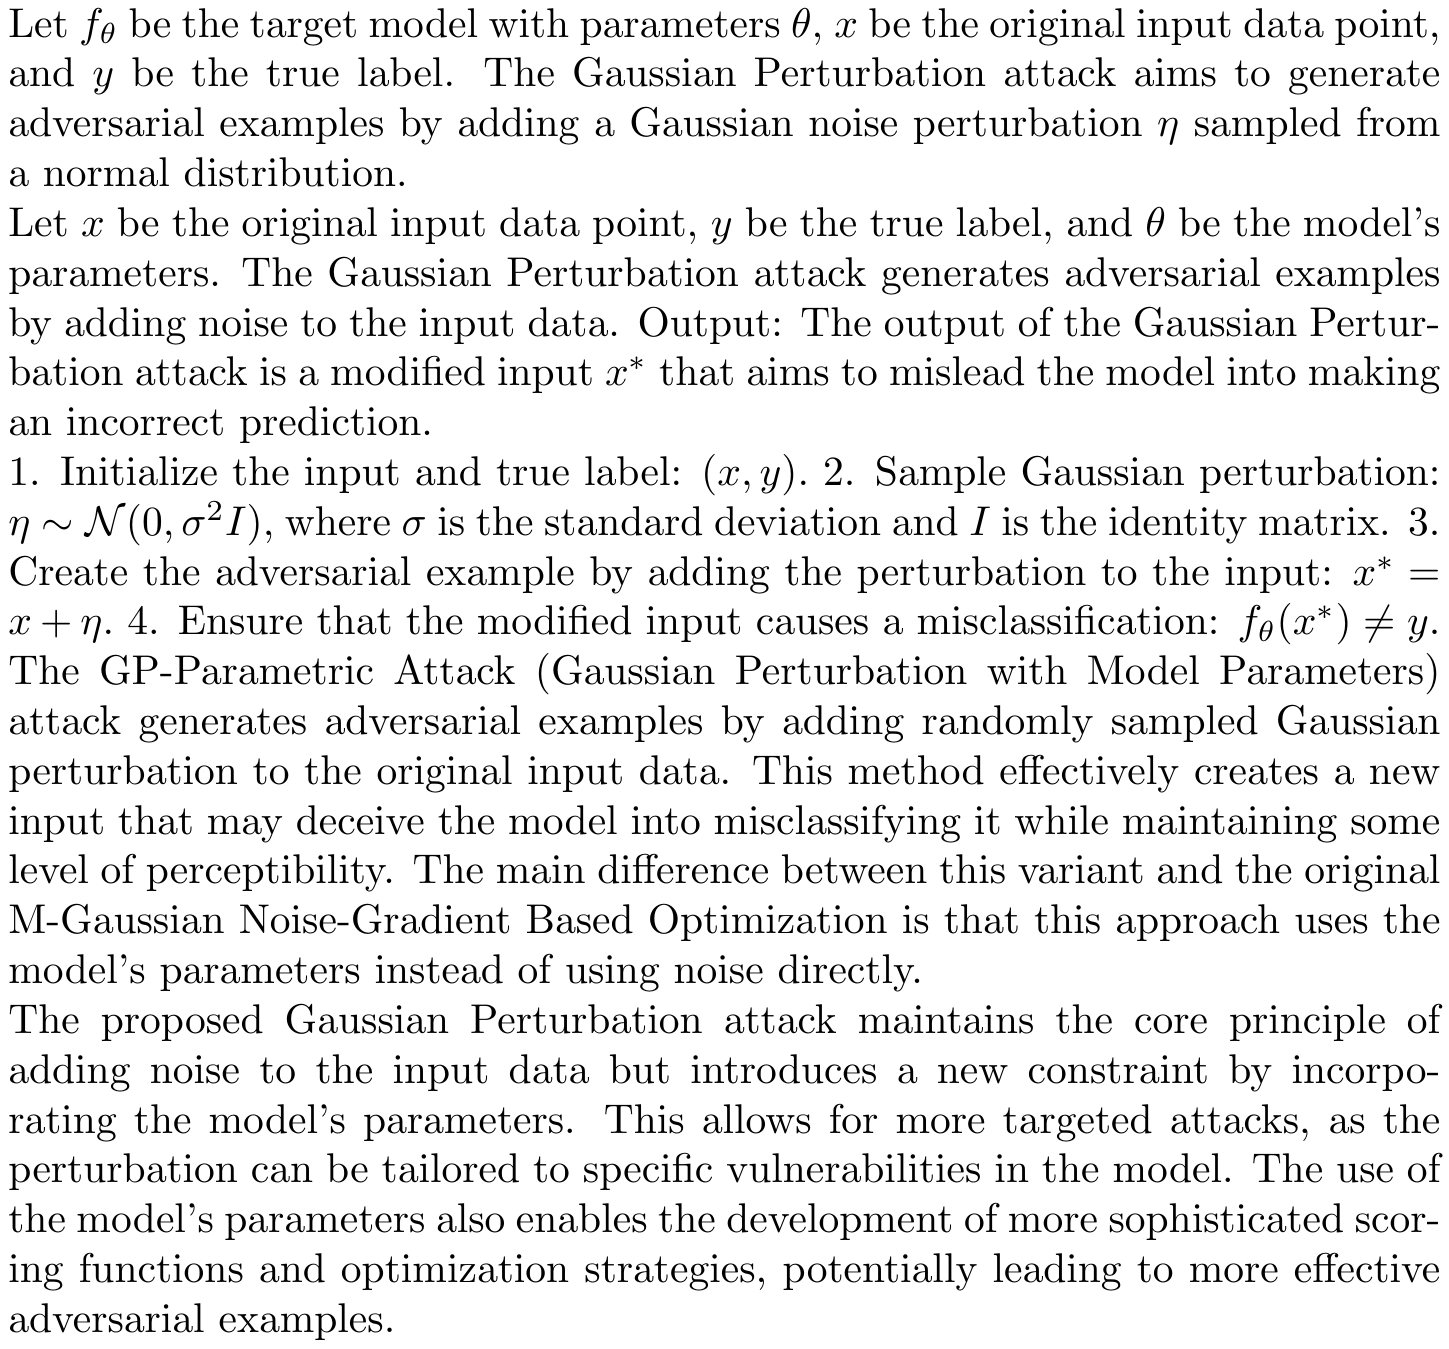 Let $f_\theta$ be the target model with parameters $\theta$, $x$ be the original input data point,
and $y$ be the true label. The Gaussian Perturbation attack aims to generate
adversarial examples by adding a Gaussian noise perturbation $\eta$ sampled from
a normal distribution.
Let $x$ be the original input data point, $y$ be the true label, and $\theta$ be the model's
parameters. The Gaussian Perturbation attack generates adversarial examples
by adding noise to the input data. Output: The output of the Gaussian Pertur-
bation attack is a modified input $x^*$ that aims to mislead the model into making
an incorrect prediction.
1. Initialize the input and true label: $(x, y)$. 2. Sample Gaussian perturbation:
$\eta \sim \mathcal{N}(0, \sigma^2 I)$, where $\sigma$ is the standard deviation and $I$ is the identity matrix. 3.
Create the adversarial example by adding the perturbation to the input: $x^* =$
$x + \eta$. 4. Ensure that the modified input causes a misclassification: $f_\theta(x^*) \neq y$.
The GP-Parametric Attack (Gaussian Perturbation with Model Parameters)
attack generates adversarial examples by adding randomly sampled Gaussian
perturbation to the original input data. This method effectively creates a new
input that may deceive the model into misclassifying it while maintaining some
level of perceptibility. The main difference between this variant and the original
M-Gaussian Noise-Gradient Based Optimization is that this approach uses the
model's parameters instead of using noise directly.
The proposed Gaussian Perturbation attack maintains the core principle of
adding noise to the input data but introduces a new constraint by incorpo-
rating the model's parameters. This allows for more targeted attacks, as the
perturbation can be tailored to specific vulnerabilities in the model. The use of
the model's parameters also enables the development of more sophisticated scor-
ing functions and optimization strategies, potentially leading to more effective
adversarial examples.